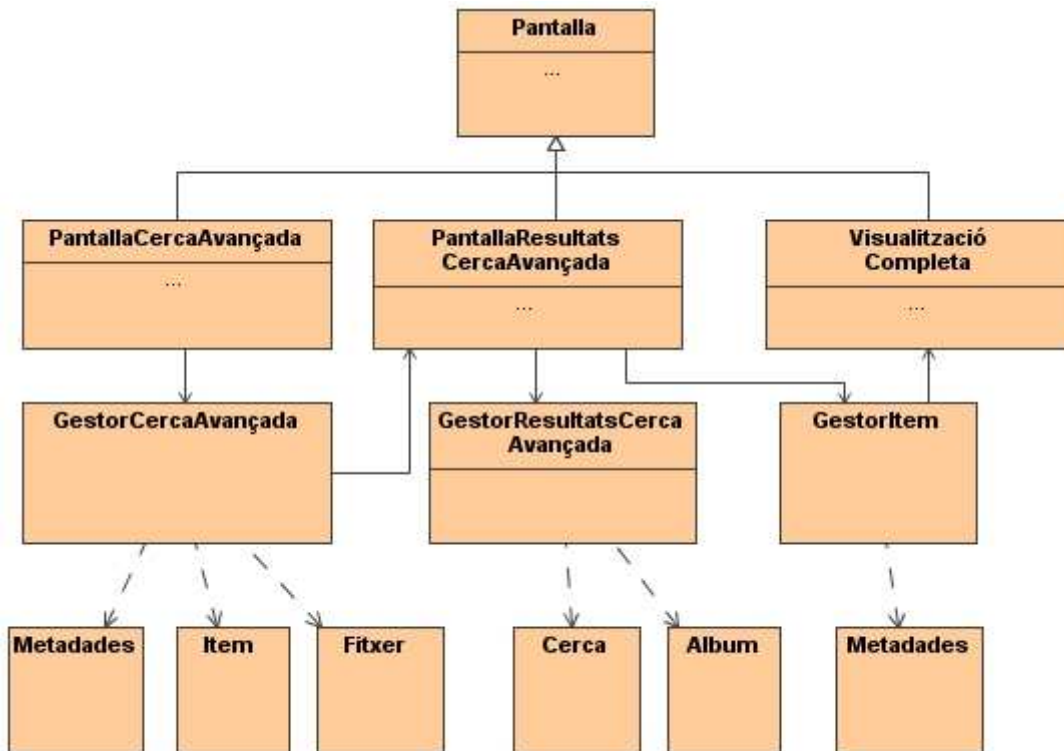 Pantalla
...
PantallaCercaAvançada
...
PantallaResultats
CercaAvançada
...
Visualització
Completa
...
GestorCercaAvançada
GestorResultatsCerca
Avançada
GestorItem
Metadades
Item
Fitxer
Cerca
Album
Metadades